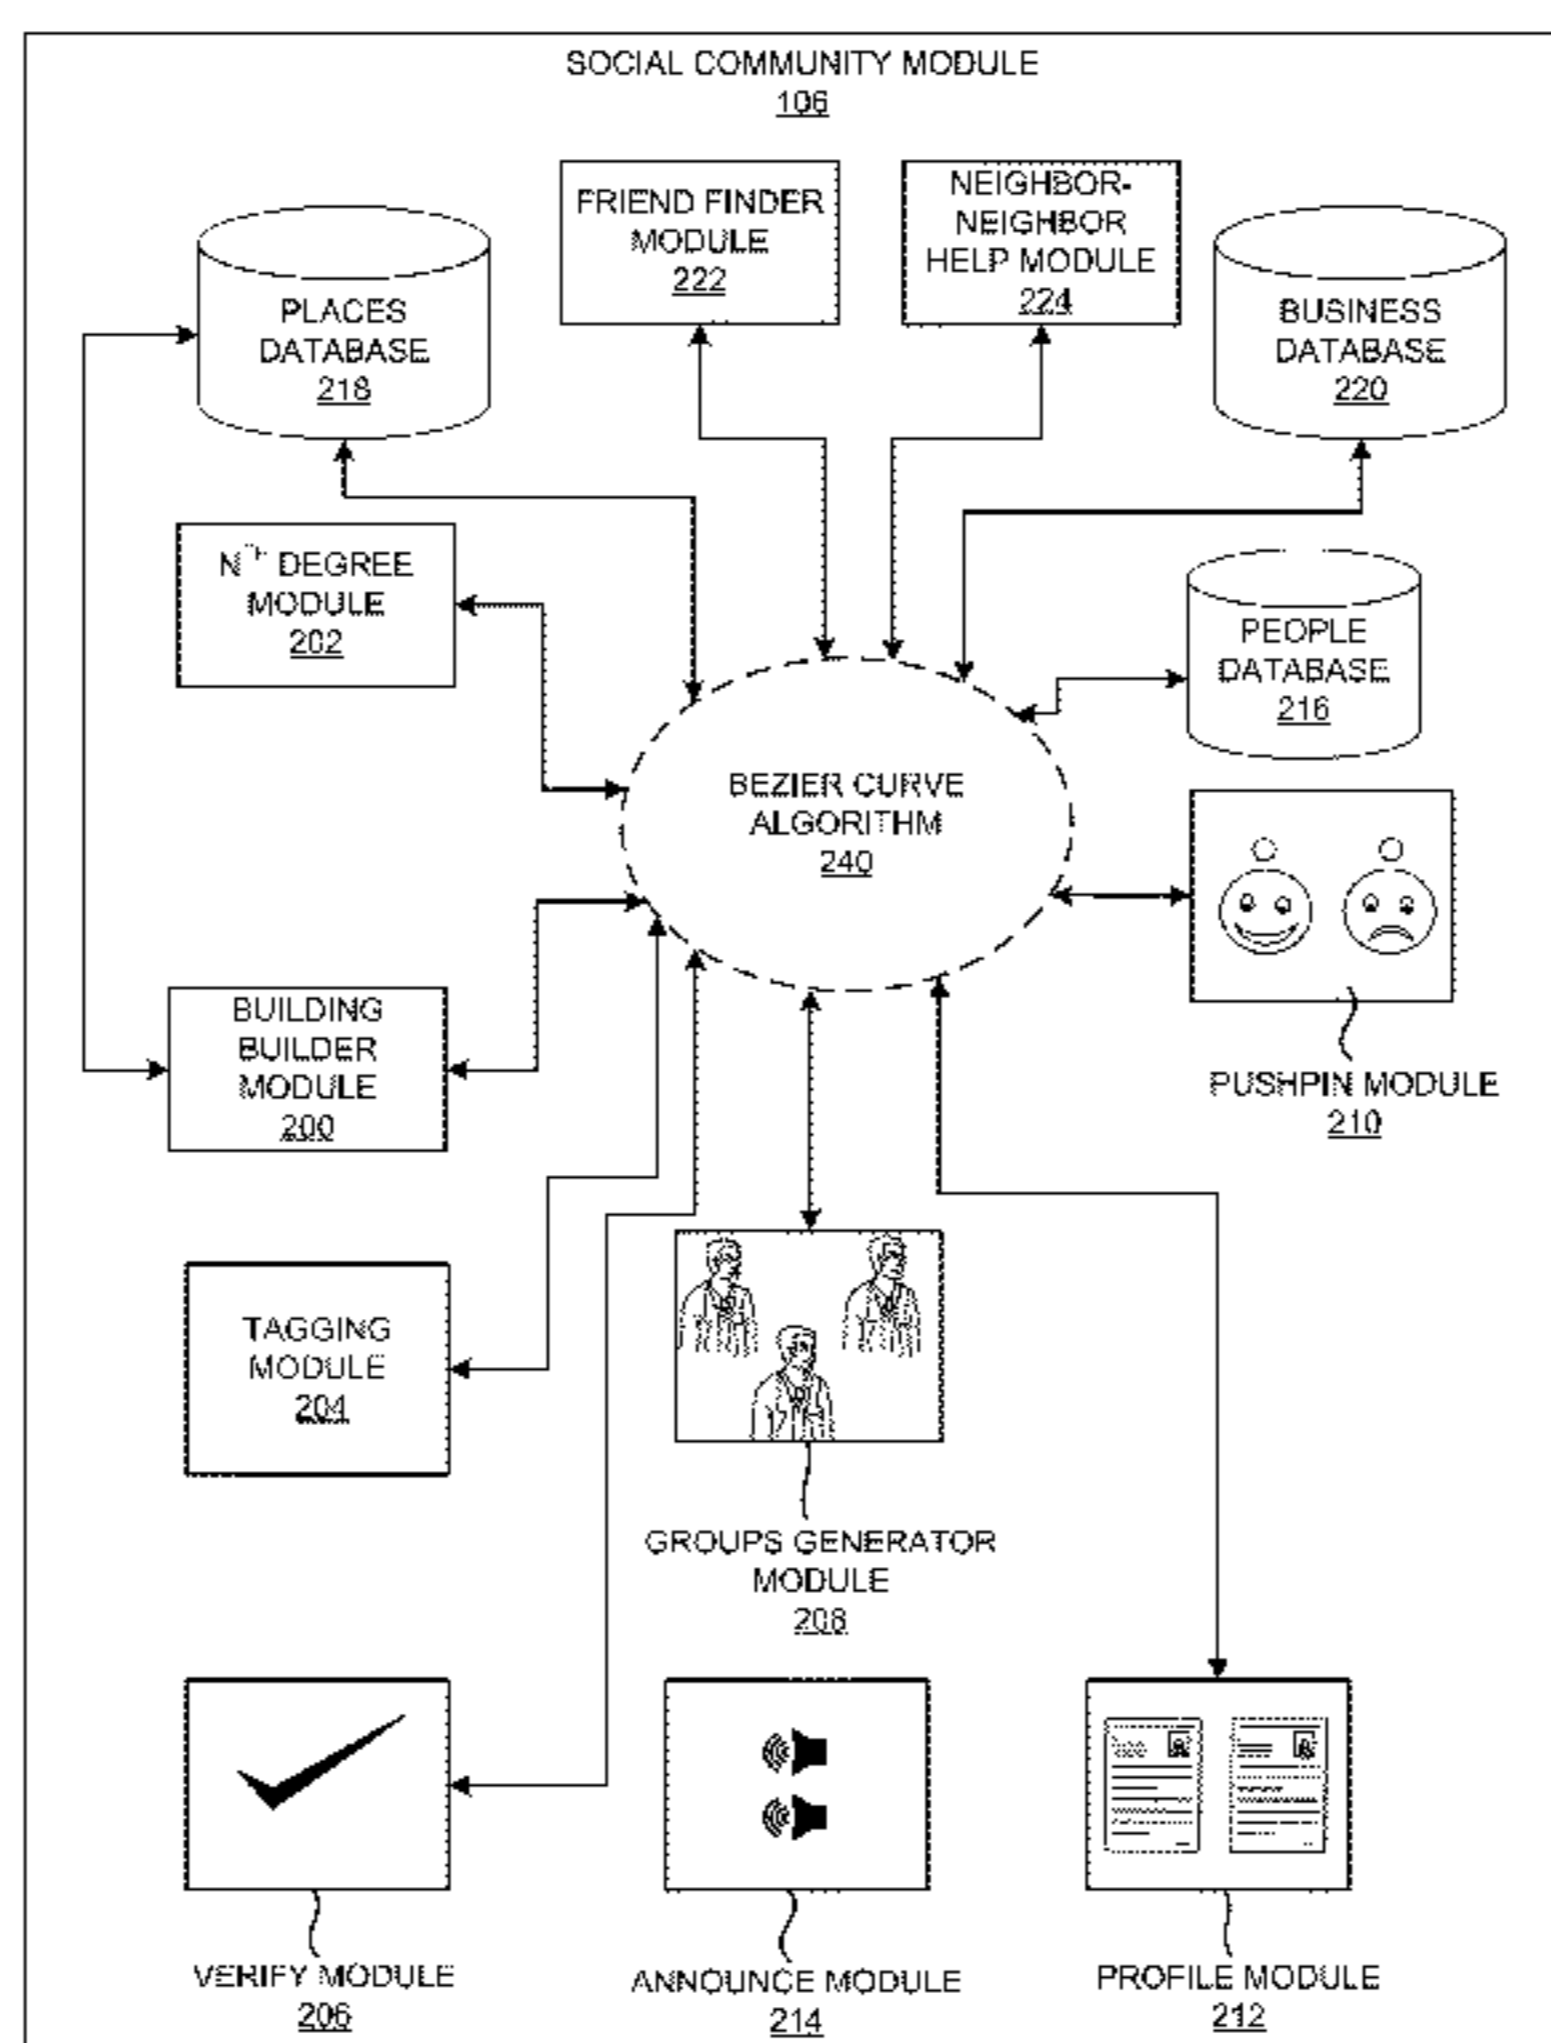 SOCIAL COMMUNITY MODULE
106
FRIEND FINDER
MODULE
222
NEIGHBOR-
NEIGHBOR
HELP MODULE
224
PLACES
DATABASE
218
BUSINESS
DATABASE
220
NTH DEGREE
MODULE
202
PEOPLE
DATABASE
216
BEZIER CURVE
ALGORITHM
240
BUILDING
BUILDER
MODULE
200
PUSHPIN MODULE
210
TAGGING
MODULE
204
GROUPS GENERATOR
MODULE
208
VERIFY MODULE
206
ANNOUNCE MODULE
214
PROFILE MODULE
212